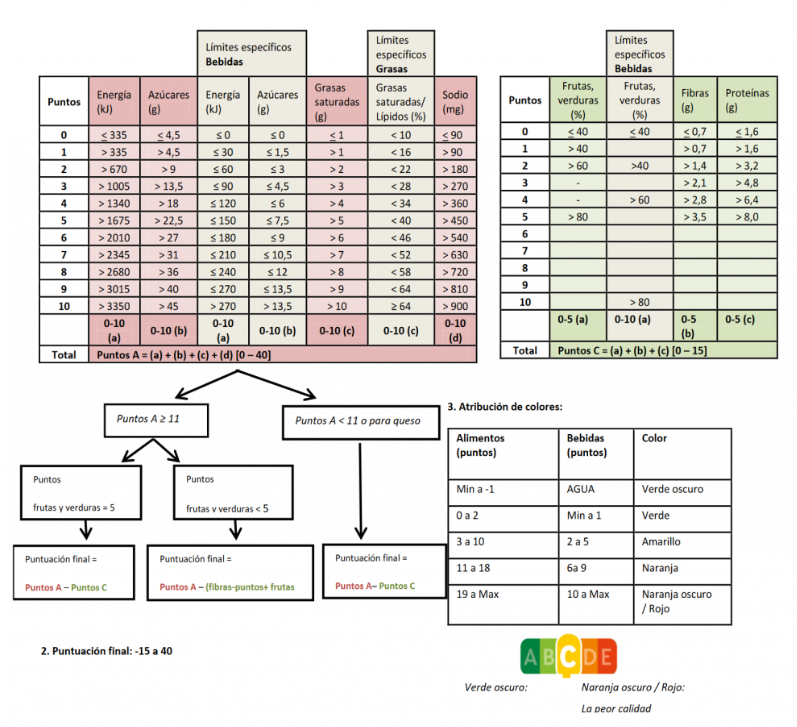 Límites específicos
Bebidas
Límites
específicos
Grasas
Puntos
Energía
(kJ)
Azúcares
(g)
Energía
(kJ)
Azúcares
(g)
Grasas
saturadas
(g)
Grasas
saturadas/
Lípidos (%)
Sodio
(mg)
0 ≤ 335 ≤ 4,5 ≤ 0 ≤ 0 ≤ 1 < 10 ≤ 90
1 > 335 > 4,5 ≤ 30 ≤ 1,5 > 1 < 16 > 90
2 > 670 > 9 ≤ 60 ≤ 3 > 2 < 22 > 180
3 > 1005 > 13,5 ≤ 90 ≤ 4,5 > 3 < 28 > 270
4 > 1340 > 18 ≤ 120 ≤ 6 > 4 < 34 > 360
5 > 1675 > 22,5 ≤ 150 ≤ 7,5 > 5 < 40 > 450
6 > 2010 > 27 ≤ 180 ≤ 9 > 6 < 46 > 540
7 > 2345 > 31 ≤ 210 ≤ 10,5 > 7 < 52 > 630
8 > 2680 > 36 ≤ 240 ≤ 12 > 8 < 58 > 720
9 > 3015 > 40 ≤ 270 ≤ 13,5 > 9 < 64 > 810
10 > 3350 > 45 > 270 > 13,5 > 10 ≥ 64 > 900
0-10
(a)
0-10 (b)
0-10
(a)
0-10 (b)
0-10 (c)
0-10 (c)
0-10
(d)
Total Puntos A = (a) + (b) + (c) + (d) [0 – 40]
Límites
específicos
Bebidas
Puntos
Frutas,
verduras
(%)
Frutas,
verduras
(%)
Fibras
(g)
Proteínas
(g)
0 ≤ 40 ≤ 40 ≤ 0,7 ≤ 1,6
1 > 40 > 0,7 > 1,6
2 > 60 >40 > 1,4 > 3,2
3 - > 2,1 > 4,8
4 - > 60 > 2,8 > 6,4
5 > 80 > 3,5 > 8,0
6
7
8
9
10 > 80
0-5 (a)
0-10 (a)
0-5
(b)
0-5 (c)
Total Puntos C = (a) + (b) + (c) [0 – 15]
Puntos A ≥ 11
Puntos A < 11 o para queso
Puntos
frutas y verduras = 5
Puntos
frutas y verduras < 5
Puntuación final =
Puntos A – Puntos C
Puntuación final =
Puntos A – (fibras-puntos+ frutas
Puntuación final =
Puntos A– Puntos C
3. Atribución de colores:
Alimentos
(puntos)
Bebidas
(puntos)
Color
Min a -1 AGUA Verde oscuro
0 a 2 Min a 1 Verde
3 a 10 2 a 5 Amarillo
11 a 18 6a 9 Naranja
19 a Max 10 a Max Naranja oscuro
/ Rojo
2. Puntuación final: -15 a 40
A B C D E
Verde oscuro: Naranja oscuro / Rojo:
La peor calidad